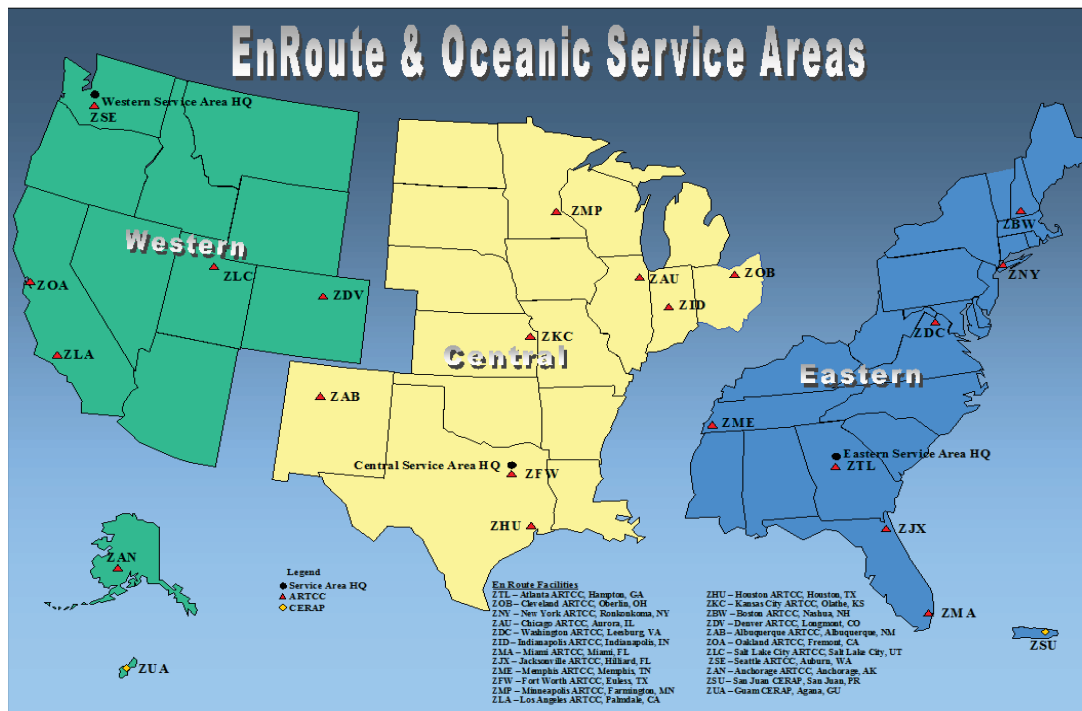 EnRoute & Oceanic Service Areas
Western Service Area HQ
ZSE
ZMP
ZBW
Western
ZLC
ZOA
ZDV
ZAU
ZOB
ZNY
ZID
ZDC
ZKC
ZLA
Central
Eastern
ZAB
ZME
Central Service Area HQ
ZFW
Eastern Service Area HQ
ZTL
ZHU
ZJX
ZAN
ZMA
ZSU
ZUA
Legend
Service Area HQ
ARTCC
CERAP
En Route Facilities
ZTL – Atlanta ARTCC, Hampton, GA
ZOB – Cleveland ARTCC, Oberlin, OH
ZNY – New York ARTCC, Ronkonkoma, NY
ZAU – Chicago ARTCC, Aurora, IL
ZDC – Washington ARTCC, Leesburg, VA
ZID – Indianapolis ARTCC, Indianapolis, IN
ZMA – Miami ARTCC, Miami, FL
ZJX – Jacksonville ARTCC, Hilliard, FL
ZME – Memphis ARTCC, Memphis, TN
ZFW – Fort Worth ARTCC, Euless, TX
ZMP – Minneapolis ARTCC, Farmington, MN
ZLA – Los Angeles ARTCC, Palmdale, CA
ZHU – Houston ARTCC, Houston, TX
ZKC – Kansas City ARTCC, Olathe, KS
ZBW – Boston ARTCC, Nashua, NH
ZDV – Denver ARTCC, Longmont, CO
ZAB – Albuquerque ARTCC, Albuquerque, NM
ZOA – Oakland ARTCC, Fremont, CA
ZLC – Salt Lake City ARTCC, Salt Lake City, UT
ZSE – Seattle ARTCC, Auburn, WA
ZAN – Anchorage ARTCC, Anchorage, AK
ZSU – San Juan CERAP, San Juan, PR
ZUA – Guam CERAP, Agana, GU